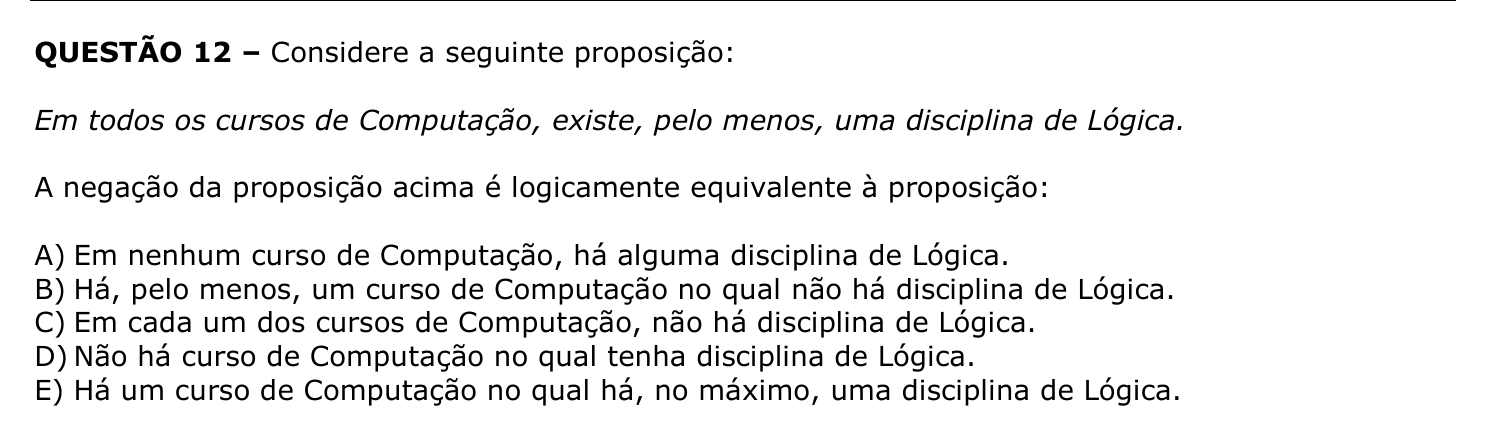 QUESTÃO 12 – Considere a seguinte proposição:
Em todos os cursos de Computação, existe, pelo menos, uma disciplina de Lógica.
A negação da proposição acima é logicamente equivalente à proposição:
A) Em nenhum curso de Computação, há alguma disciplina de Lógica.
B) Há, pelo menos, um curso de Computação no qual não há disciplina de Lógica.
C) Em cada um dos cursos de Computação, não há disciplina de Lógica.
D) Não há curso de Computação no qual tenha disciplina de Lógica.
E) Há um curso de Computação no qual há, no máximo, uma disciplina de Lógica.